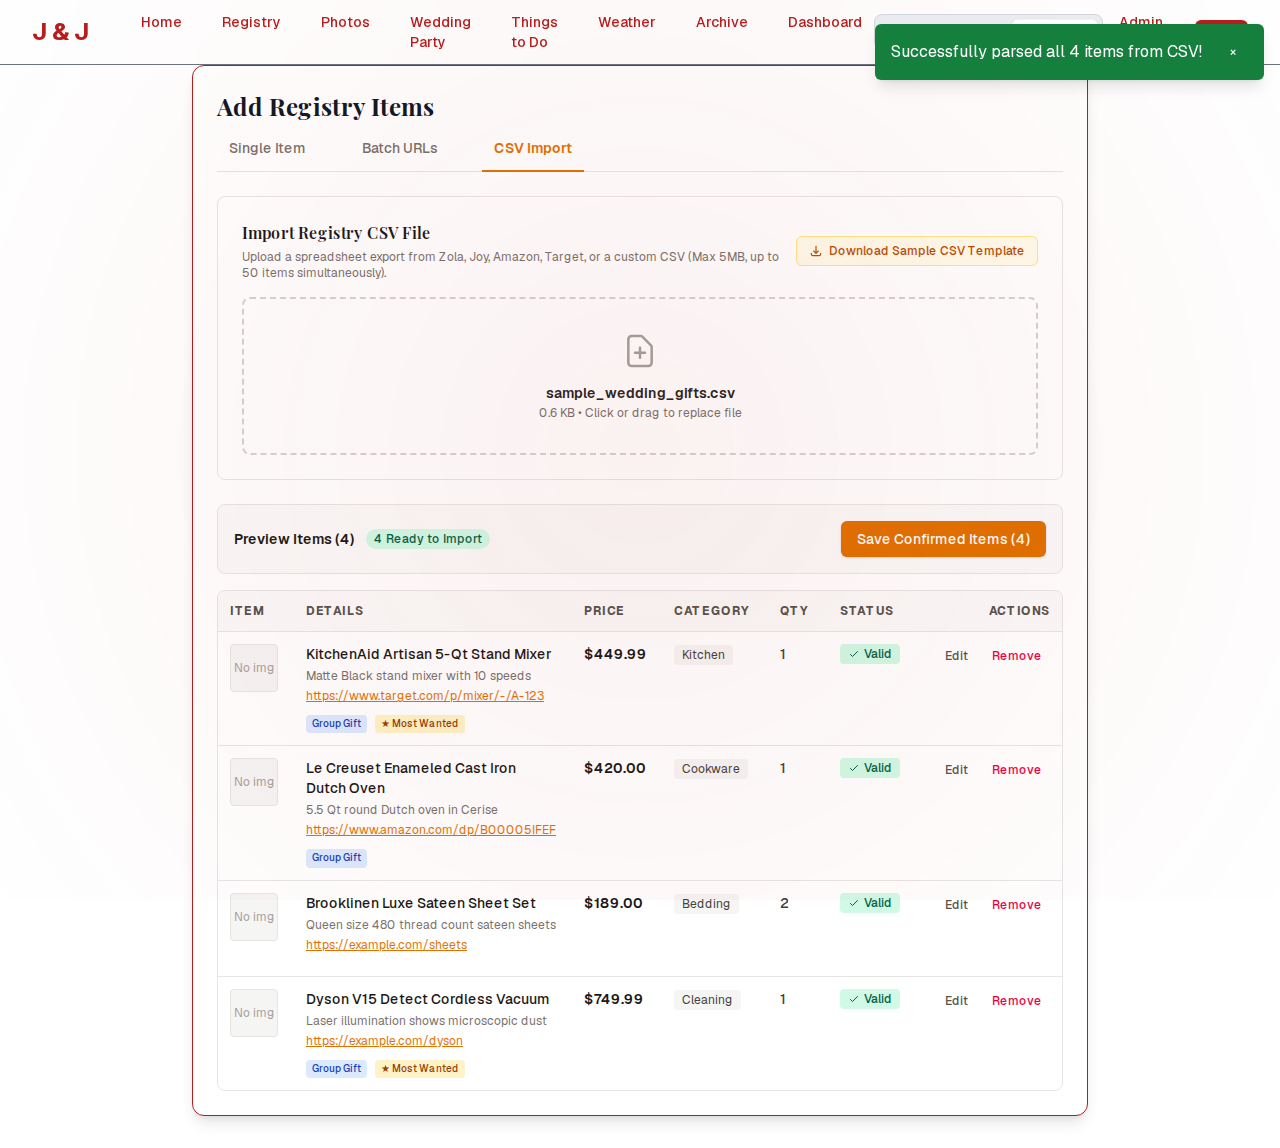 J & J
Home
Registry
Photos
Wedding
Party
Things
to Do
Weather
Archive
Dashboard
Admin
Successfully parsed all 4 items from CSV!
×
Add Registry Items
Single Item
Batch URLs
CSV Import
Import Registry CSV File
Upload a spreadsheet export from Zola, Joy, Amazon, Target, or a custom CSV (Max 5MB, up to
50 items simultaneously).
Download Sample CSV Template
sample_wedding_gifts.csv
0.6 KB • Click or drag to replace file
Preview Items (4)
4 Ready to Import
Save Confirmed Items (4)
ITEM DETAILS PRICE CATEGORY QTY STATUS ACTIONS
No img
KitchenAid Artisan 5-Qt Stand Mixer
$449.99
Kitchen
1
✓ Valid
Edit
Remove
Matte Black stand mixer with 10 speeds
https://www.target.com/p/mixer/-/A-123
Group Gift
★ Most Wanted
No img
Le Creuset Enameled Cast Iron
Dutch Oven
$420.00
Cookware
1
✓ Valid
Edit
Remove
5.5 Qt round Dutch oven in Cerise
https://www.amazon.com/dp/B00005IFEF
Group Gift
No img
Brooklinen Luxe Sateen Sheet Set
$189.00
Bedding
2
✓ Valid
Edit
Remove
Queen size 480 thread count sateen sheets
https://example.com/sheets
No img
Dyson V15 Detect Cordless Vacuum
$749.99
Cleaning
1
✓ Valid
Edit
Remove
Laser illumination shows microscopic dust
https://example.com/dyson
Group Gift
★ Most Wanted